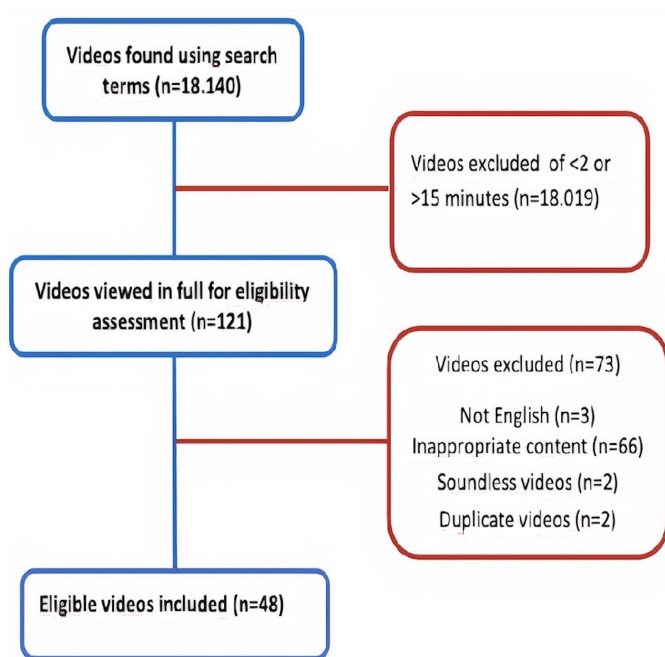 Videos found using search
terms (n=18.140)
Videos excluded of <2 or
>15 minutes (n=18.019)
Videos viewed in full for eligibility
assessment (n=121)
Videos excluded (n=73)
Not English (n=3)
Inappropriate content (n=66)
Soundless videos (n=2)
Duplicate videos (n=2)
Eligible videos included (n=48)